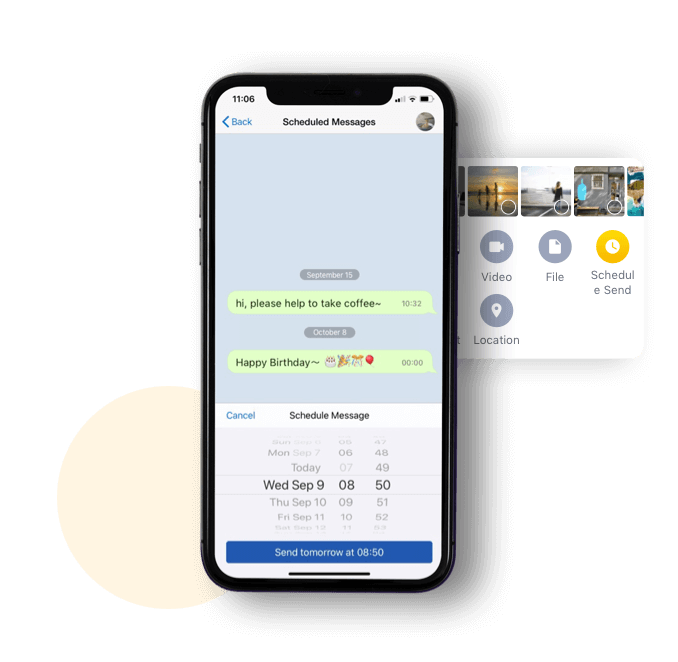 11:06
Back
Scheduled Messages
September 15
hi, please help to take coffee~ 10:32
October 8
Happy Birthday～ 00:00
Cancel
Schedule Message
Sun Sep 6 05 47
Mon Sep 7 06 48
Today 07 49
Wed Sep 9 08 50
Thu Sep 10 09 51
Fri Sep 11 10 52
Sat Sep 12 11 53
Send tomorrow at 08:50
Video
File
Schedul
e Send
t
Location